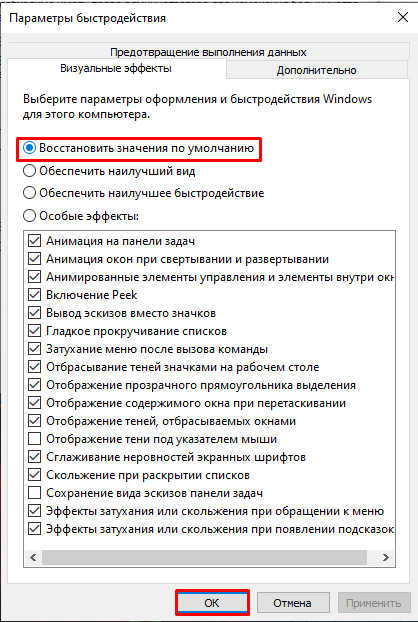 Параметры быстродействия
Предотвращение выполнения данных
Визуальные эффекты
Дополнительно
Выберите параметры оформления и быстродействия Windows
для этого компьютера.
Восстановить значения по умолчанию
Обеспечить наилучший вид
Обеспечить наилучшее быстродействие
Особые эффекты:
Анимация на панели задач
Анимация окон при свертывании и развертывании
Анимированные элементы управления и элементы внутри окн
Включение Peek
Вывод эскизов вместо значков
Гладкое прокручивание списков
Затухание меню после вызова команды
Отбрасывание теней значками на рабочем столе
Отображение прозрачного прямоугольника выделения
Отображение содержимого окна при перетаскивании
Отображение теней, отбрасываемых окнами
Отображение тени под указателем мыши
Сглаживание неровностей экранных шрифтов
Скольжение при раскрытии списков
Сохранение вида эскизов панели задач
Эффекты затухания или скольжения при обращении к меню
Эффекты затухания или скольжения при появлении подсказок
ОК
Отмена
Применить